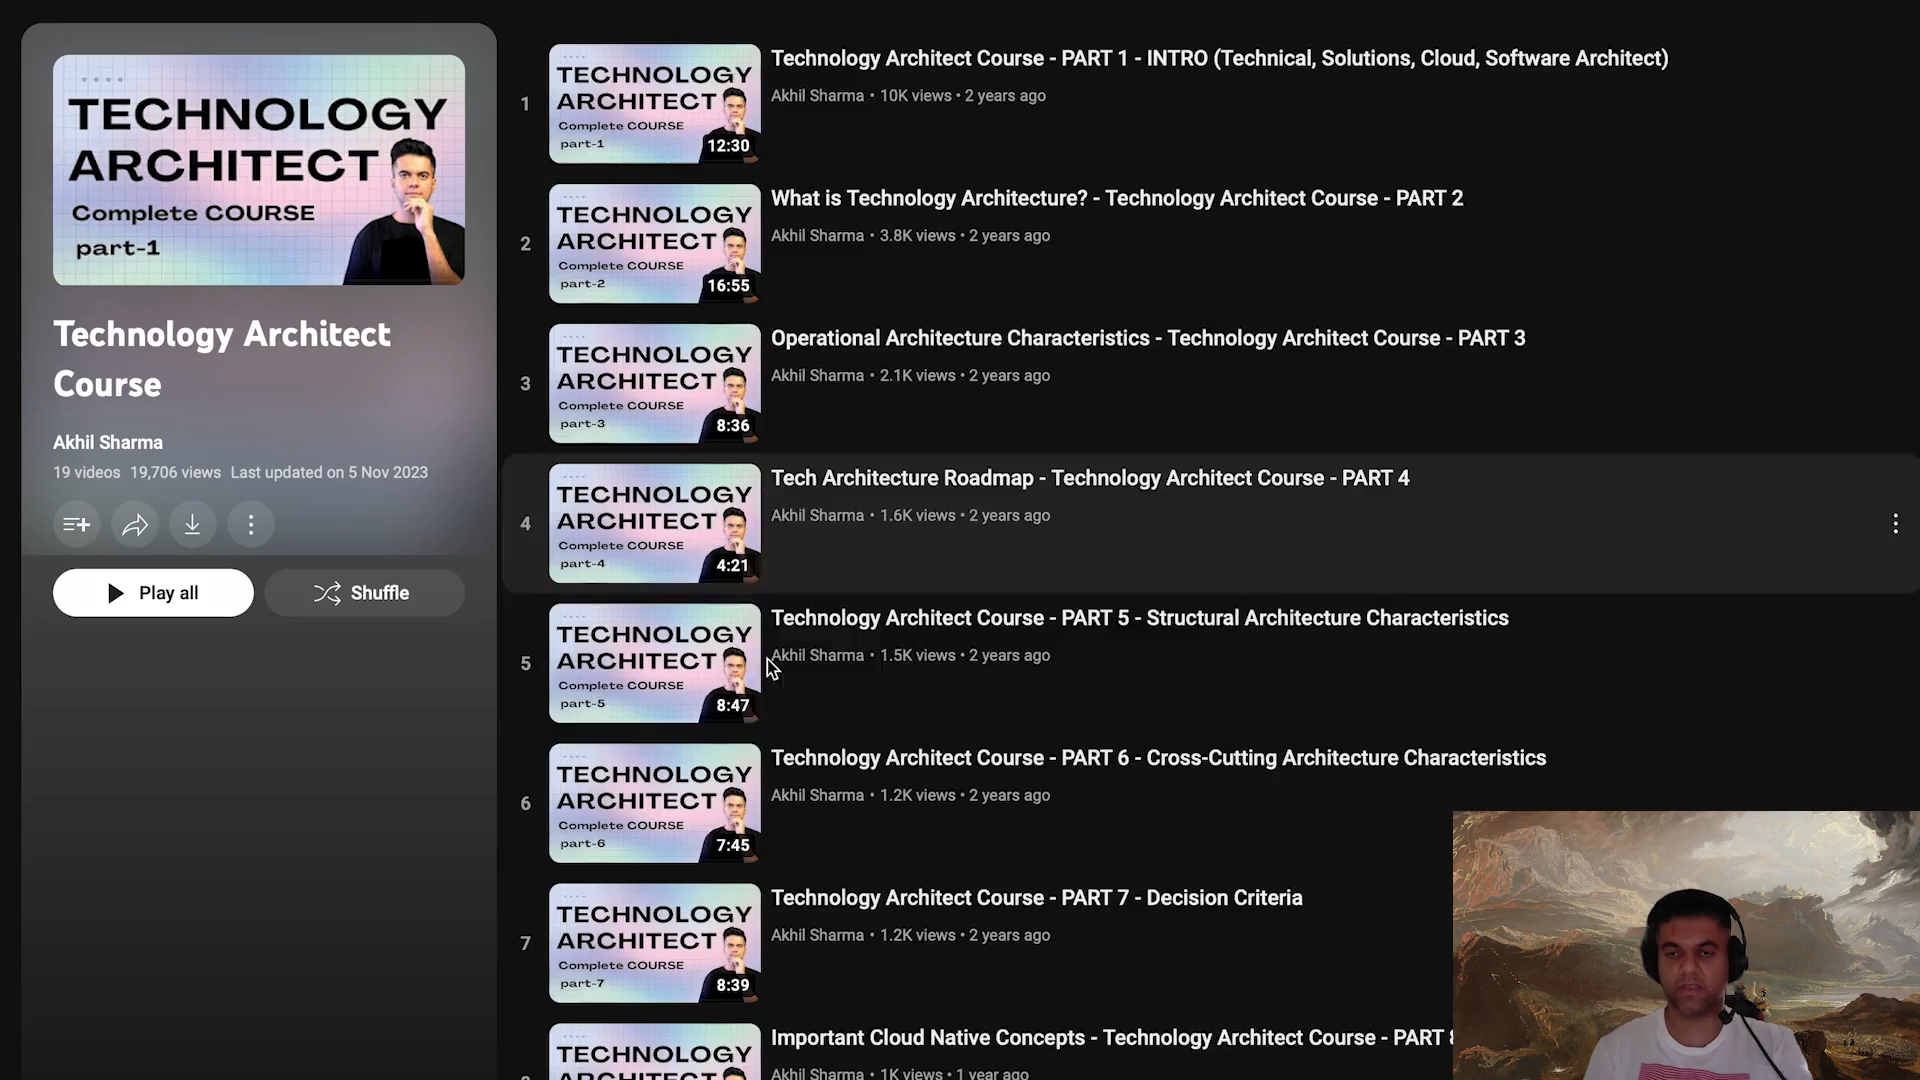 TECHNOLOGY
ARCHITECT
Complete COURSE
part-1
Technology Architect
Course
Akhil Sharma
19 videos 19,706 views Last updated on 5 Nov 2023
Play all
Shuffle
1
TECHNOLOGY
ARCHITECT
Complete COURSE
part-1
12:30
Technology Architect Course - PART 1 - INTRO (Technical, Solutions, Cloud, Software Architect)
Akhil Sharma • 10K views • 2 years ago
2
TECHNOLOGY
ARCHITECT
Complete COURSE
part-2
16:55
What is Technology Architecture? - Technology Architect Course - PART 2
Akhil Sharma • 3.8K views • 2 years ago
3
TECHNOLOGY
ARCHITECT
Complete COURSE
part-3
8:36
Operational Architecture Characteristics - Technology Architect Course - PART 3
Akhil Sharma • 2.1K views • 2 years ago
4
TECHNOLOGY
ARCHITECT
Complete COURSE
part-4
4:21
Tech Architecture Roadmap - Technology Architect Course - PART 4
Akhil Sharma • 1.6K views • 2 years ago
5
TECHNOLOGY
ARCHITECT
Complete COURSE
part-5
8:47
Technology Architect Course - PART 5 - Structural Architecture Characteristics
Akhil Sharma • 1.5K views • 2 years ago
6
TECHNOLOGY
ARCHITECT
Complete COURSE
part-6
7:45
Technology Architect Course - PART 6 - Cross-Cutting Architecture Characteristics
Akhil Sharma • 1.2K views • 2 years ago
7
TECHNOLOGY
ARCHITECT
Complete COURSE
part-7
8:39
Technology Architect Course - PART 7 - Decision Criteria
Akhil Sharma • 1.2K views • 2 years ago
TECHNOLOGY
ARCHITECT
Important Cloud Native Concepts - Technology Architect Course - PART
Akhil Sharma • 1K views • 1 year ago